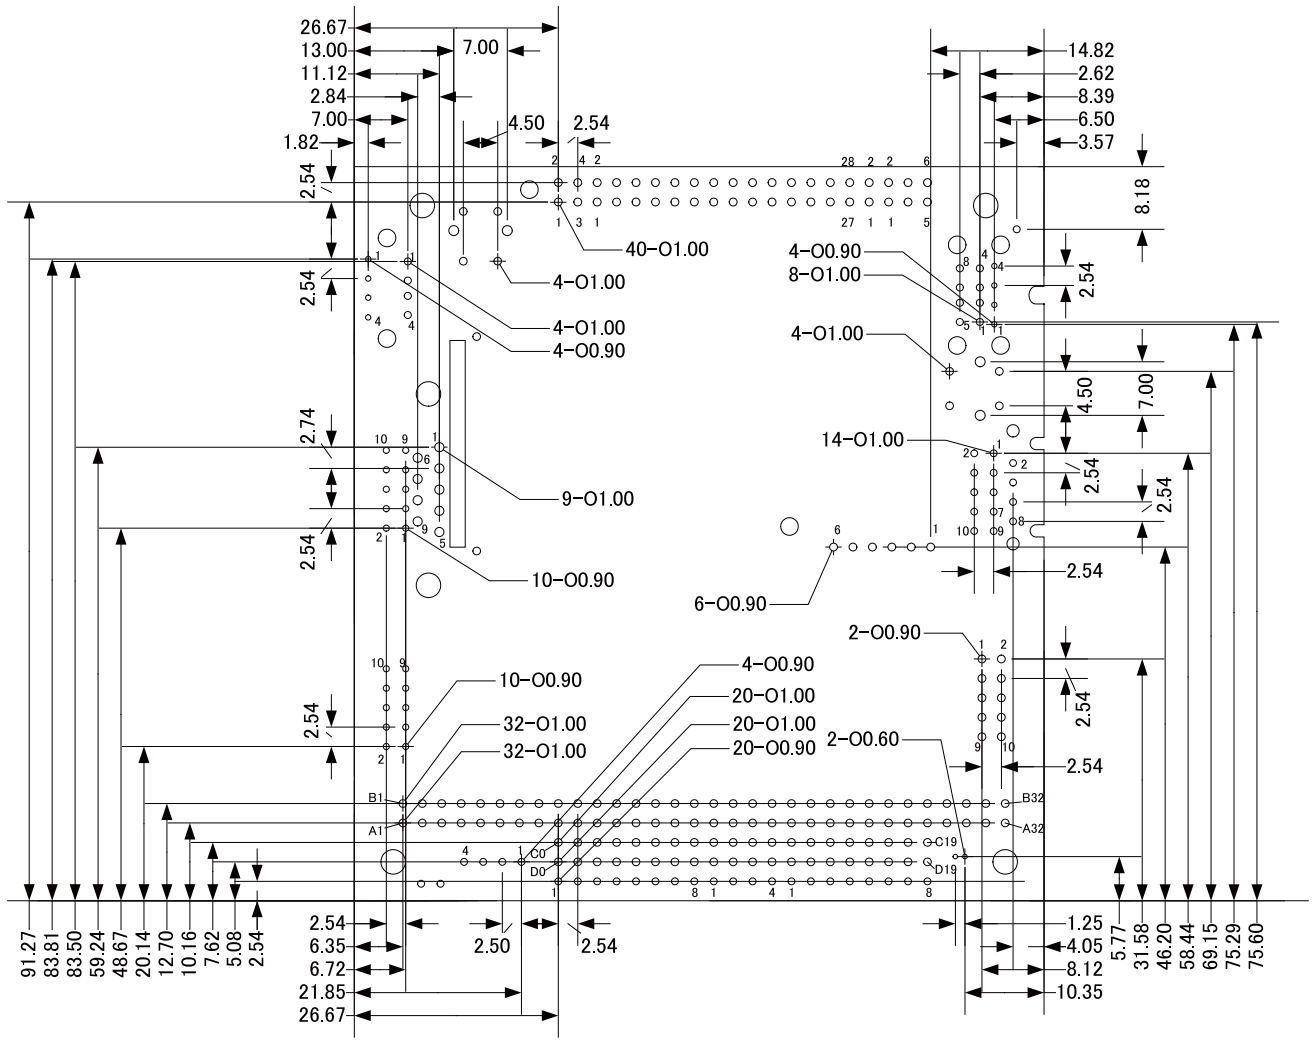 26.67
13.00 7.00 14.82
11.12 2.62
2.84 8.39
7.00 4.50 2.54 6.50
1.82 3.57
2.54 2 4 2 28 2 2 6
8.18
1 3 1 27 1 1 5
40-O1.00
4-O0.90
8-O1.00
1 1 8 4 4
2.54 4-O1.00 2.54
4 4 4-O1.00 4-O1.00 5 1 1
4-O0.90
4.50 7.00
2.74 10 9 1 14-O1.00 1
6 2 2
2.54 2.54
9-O1.00
7
2 1 9 5 6 1 10 9 8
2.54
10-O0.90 2.54
6-O0.90
2-O0.90 1 2
10 9 4-O0.90
10-O0.90 20-O1.00 2.54
2.54 32-O1.00 20-O1.00 2-O0.60
2 1 32-O1.00 20-O0.90 9 10
2.54
B1 B32
A1 A32
4 1 C0 C19
D0 1 D19
1 8 1 4 1 8
2.54 2.50 2.54 1.25
6.35 4.05
6.72 8.12
21.85 10.35
26.67
91.27
83.81
83.50
59.24
48.67
20.14
12.70
10.16
7.62
5.08
2.54
5.77
31.58
46.20
58.44
69.15
75.29
75.60